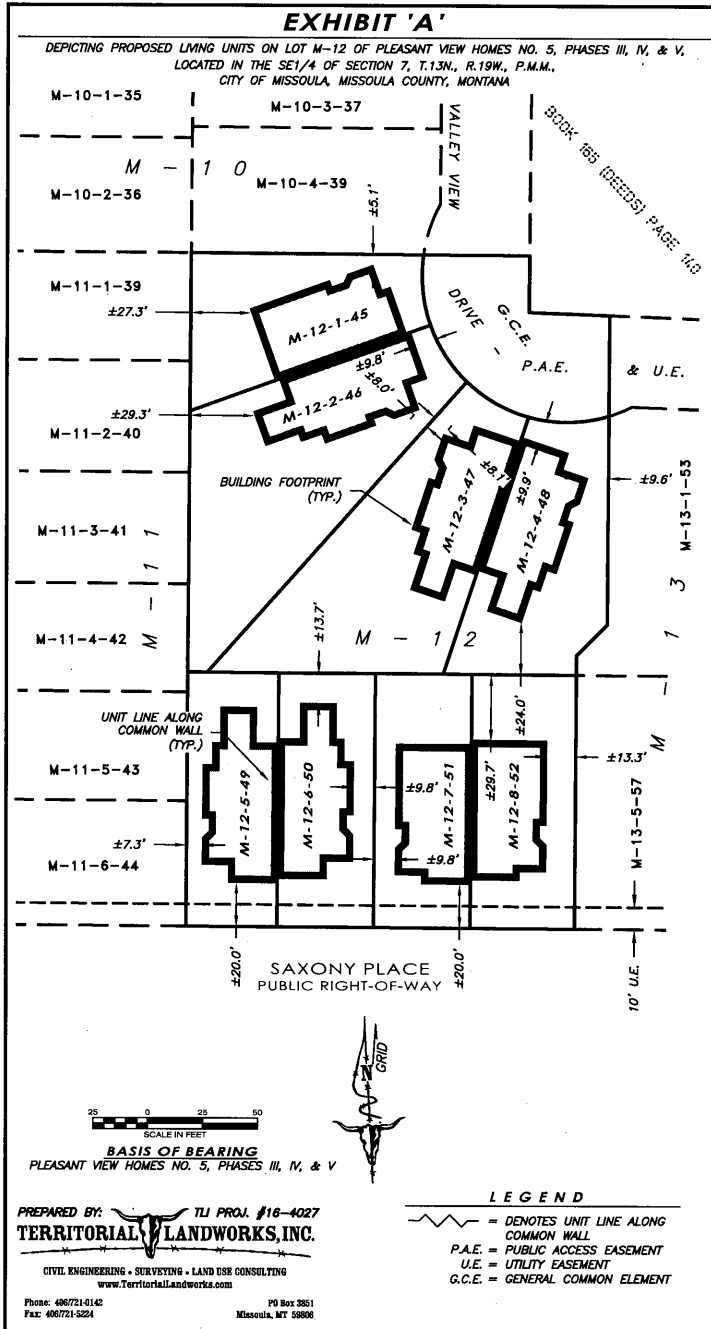 EXHIBIT 'A'
DEPICTING PROPOSED LIVING UNITS ON LOT M-12 OF PLEASANT VIEW HOMES NO. 5, PHASES III, IV, & V,
LOCATED IN THE SE1/4 OF SECTION 7, T.13N., R.19W., P.M.M.,
CITY OF MISSOULA, MISSOULA COUNTY, MONTANA
M-10-1-35
M-10-3-37
VALLEY VIEW
BOOK 165 (DEEDS) PAGE 140
M-10
M-10-2-36
M-10-4-39
±5.1'
M-11-1-39
±27.3'
M-12-1-45
DRIVE -
G.C.E.
P.A.E.
& U.E.
±9.8'
±8.0'
M-12-2-46
±29.3'
M-11-2-40
BUILDING FOOTPRINT
(TYP.)
M-12-3-47
±8.1'
±9.9'
M-12-4-48
±9.6'
M-13-1-53
M-11-3-41
M-11
M-13
M-11-4-42
±13.7'
M-12
±24.0'
UNIT LINE ALONG
COMMON WALL
(TYP.)
M-11-5-43
M-12-5-49
M-12-6-50
±9.8'
M-12-7-51
±29.7'
M-12-8-52
±13.3'
M-13-5-57
±7.3'
±9.8'
M-11-6-44
±20.0'
±20.0'
10' U.E.
SAXONY PLACE
PUBLIC RIGHT-OF-WAY
N
GRID
25 0 25 50
SCALE IN FEET
BASIS OF BEARING
PLEASANT VIEW HOMES NO. 5, PHASES III, IV, & V
PREPARED BY: TLI PROJ. #16-4027
TERRITORIAL LANDWORKS, INC.
CIVIL ENGINEERING • SURVEYING • LAND USE CONSULTING
www.TerritorialLandworks.com
Phone: 406/721-0142
Fax: 406/721-5224
PO Box 3851
Missoula, MT 59806
LEGEND
= DENOTES UNIT LINE ALONG
COMMON WALL
P.A.E. = PUBLIC ACCESS EASEMENT
U.E. = UTILITY EASEMENT
G.C.E. = GENERAL COMMON ELEMENT